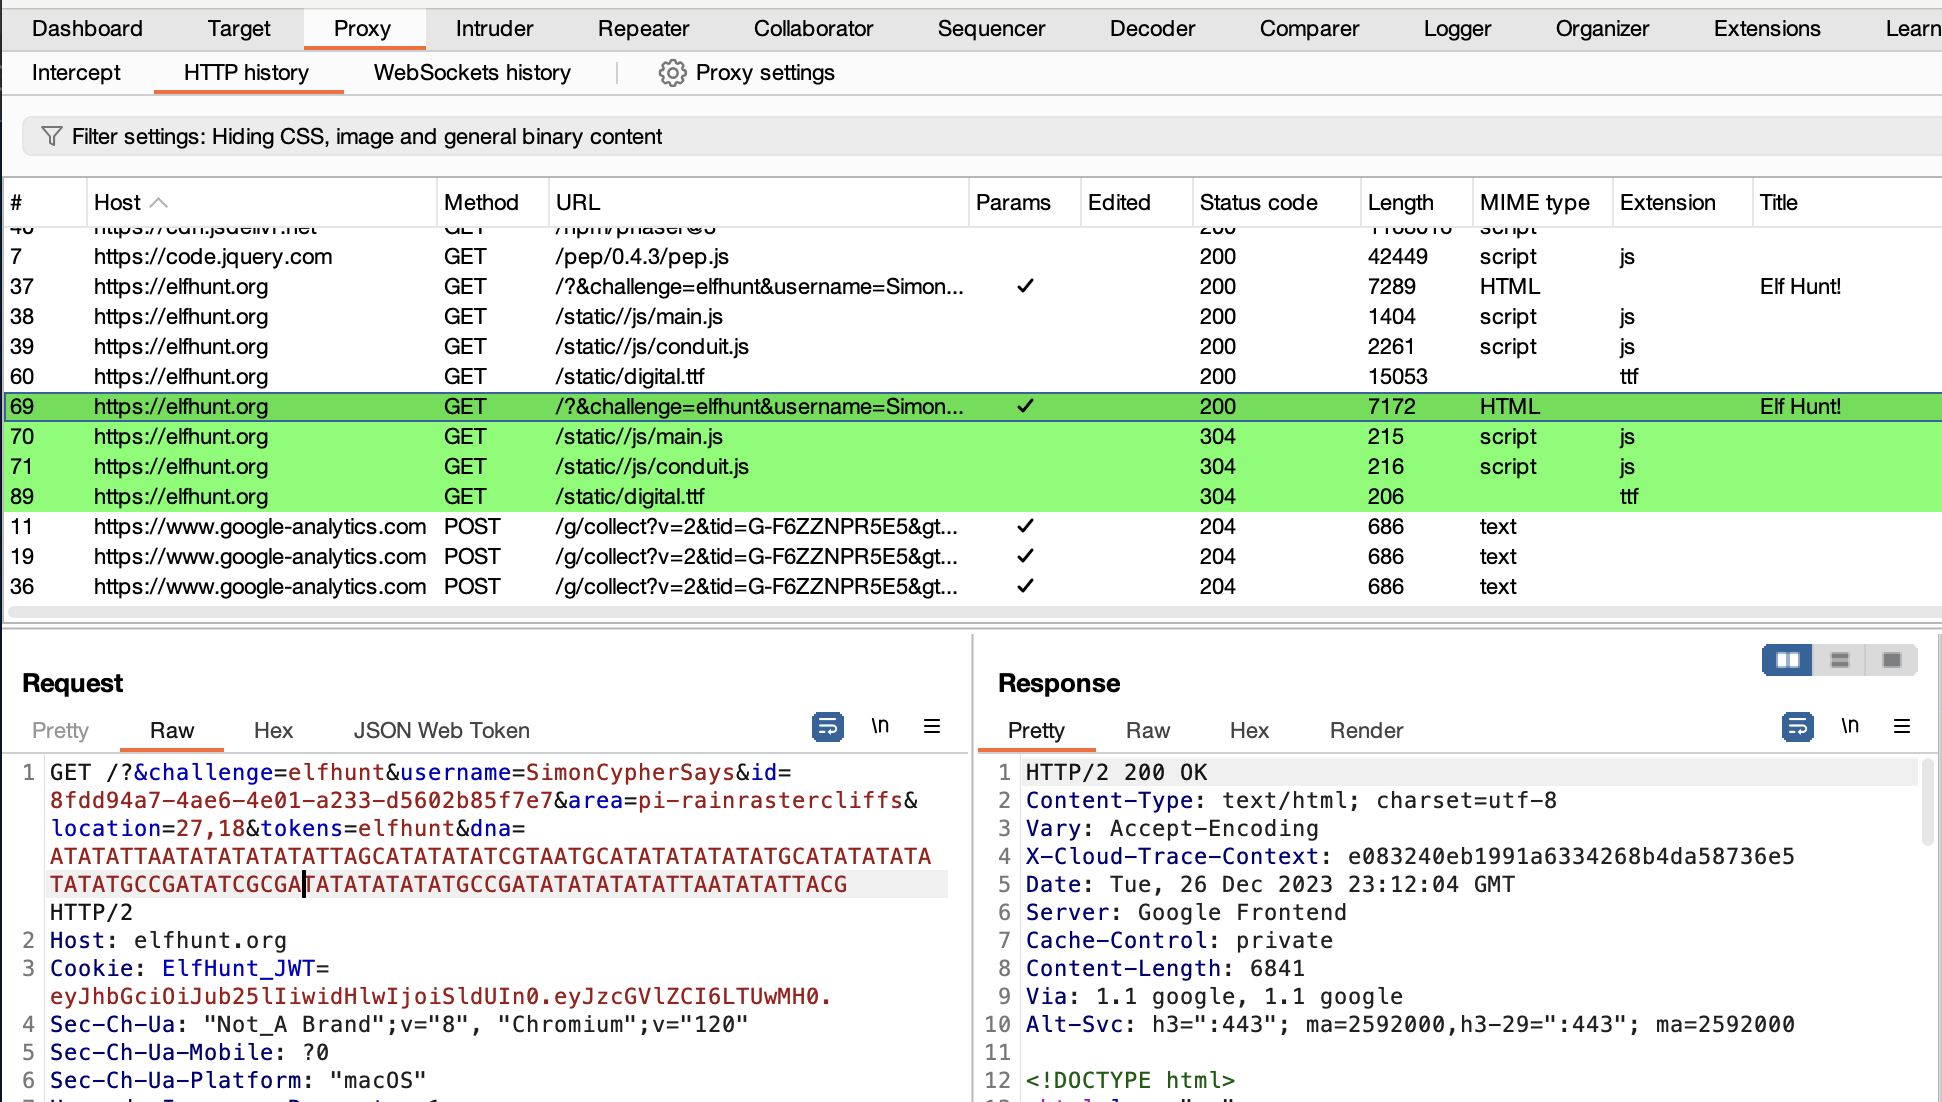 Dashboard Target Proxy Intruder Repeater Collaborator Sequencer Decoder Comparer Logger Organizer Extensions Learn
Intercept HTTP history WebSockets history Proxy settings
Filter settings: Hiding CSS, image and general binary content
# Host Method URL Params Edited Status code Length MIME type Extension Title
https://cdn.jsdelivr.net GET /npm/phaser@3 200 script
7 https://code.jquery.com GET /pep/0.4.3/pep.js 200 42449 script js
37 https://elfhunt.org GET /?&challenge=elfhunt&username=Simon... ✓ 200 7289 HTML Elf Hunt!
38 https://elfhunt.org GET /static//js/main.js 200 1404 script js
39 https://elfhunt.org GET /static//js/conduit.js 200 2261 script js
60 https://elfhunt.org GET /static/digital.ttf 200 15053 ttf
69 https://elfhunt.org GET /?&challenge=elfhunt&username=Simon... ✓ 200 7172 HTML Elf Hunt!
70 https://elfhunt.org GET /static//js/main.js 304 215 script js
71 https://elfhunt.org GET /static//js/conduit.js 304 216 script js
89 https://elfhunt.org GET /static/digital.ttf 304 206 ttf
11 https://www.google-analytics.com POST /g/collect?v=2&tid=G-F6ZZNPR5E5&gt... ✓ 204 686 text
19 https://www.google-analytics.com POST /g/collect?v=2&tid=G-F6ZZNPR5E5&gt... ✓ 204 686 text
36 https://www.google-analytics.com POST /g/collect?v=2&tid=G-F6ZZNPR5E5&gt... ✓ 204 686 text
Request
Pretty Raw Hex JSON Web Token \n
1 GET /?&challenge=elfhunt&username=SimonCypherSays&id=
8fdd94a7-4ae6-4e01-a233-d5602b85f7e7&area=pi-rainrastercliffs&
location=27,18&tokens=elfhunt&dna=
ATATATTAATATATATATATATTAGCATATATATCGTAATGCATATATATATATGCATATATATA
TATATGCCGATATCGCGATATATATATATGCCGATATATATATATTAATATATTACG
HTTP/2
2 Host: elfhunt.org
3 Cookie: ElfHunt_JWT=
eyJhbGciOiJub25lIiwidHlwIjoiSldUIn0.eyJzcGVlZCI6LTUwMH0.
4 Sec-Ch-Ua: "Not_A Brand";v="8", "Chromium";v="120"
5 Sec-Ch-Ua-Mobile: ?0
6 Sec-Ch-Ua-Platform: "macOS"
Response
Pretty Raw Hex Render \n
1 HTTP/2 200 OK
2 Content-Type: text/html; charset=utf-8
3 Vary: Accept-Encoding
4 X-Cloud-Trace-Context: e083240eb1991a6334268b4da58736e5
5 Date: Tue, 26 Dec 2023 23:12:04 GMT
6 Server: Google Frontend
7 Cache-Control: private
8 Content-Length: 6841
9 Via: 1.1 google, 1.1 google
10 Alt-Svc: h3=":443"; ma=2592000,h3-29=":443"; ma=2592000
11
12 <!DOCTYPE html>